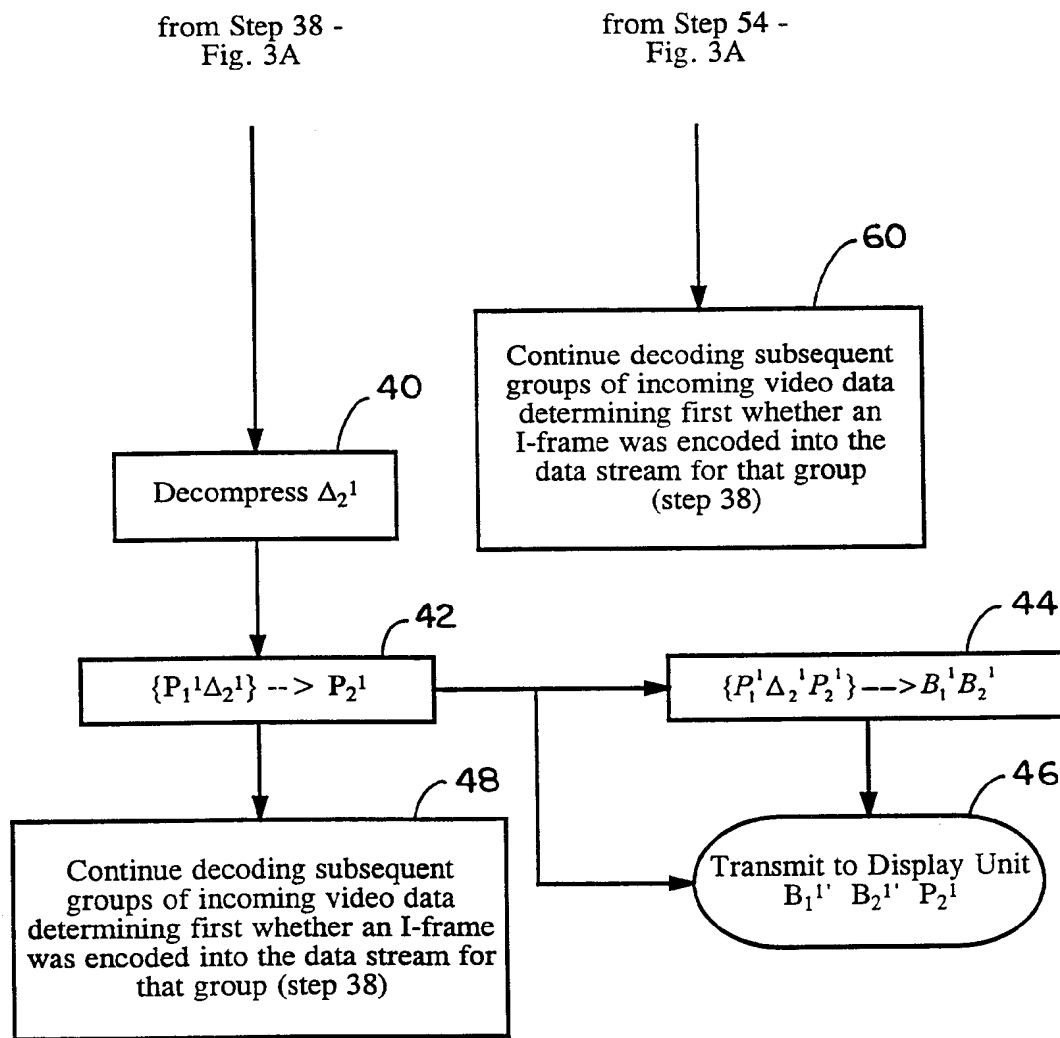 from Step 38 -
Fig. 3A
from Step 54 -
Fig. 3A
60
Continue decoding subsequent
groups of incoming video data
determining first whether an
I-frame was encoded into the
data stream for that group
(step 38)
40
Decompress Δ₂¹
42
{P₁¹Δ₂¹} --> P₂¹
44
{P₁¹Δ₂¹P₂¹} –––>B₁¹B₂¹
48
Continue decoding subsequent
groups of incoming video data
determining first whether an I-frame
was encoded into the data stream for
that group (step 38)
46
Transmit to Display Unit
B₁¹' B₂¹' P₂¹